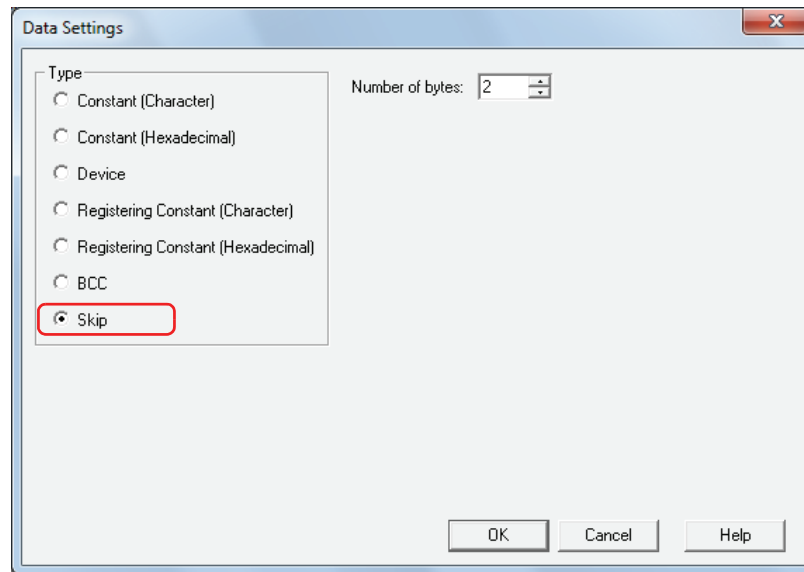 Data Settings
Type
Constant (Character)
Constant (Hexadecimal)
Device
Registering Constant (Character)
Registering Constant (Hexadecimal)
BCC
Skip
Number of bytes: 2
OK Cancel Help